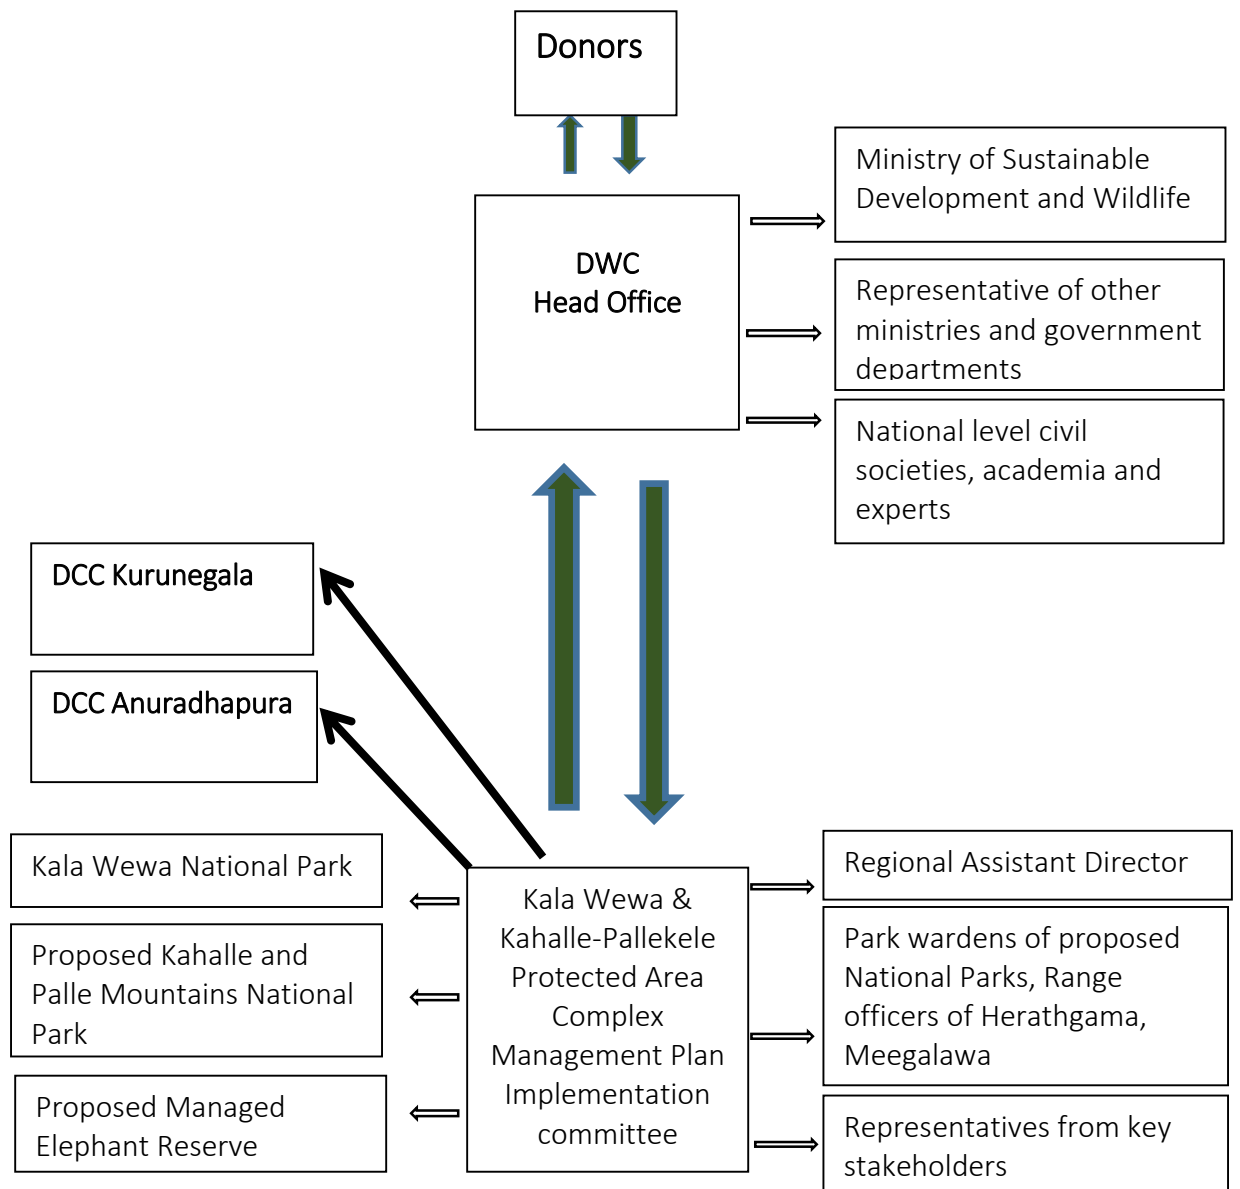 Donors
Ministry of Sustainable
Development and Wildlife
DWC
Head Office
Representative of other
ministries and government
departments
National level civil
societies, academia and
experts
DCC Kurunegala
DCC Anuradhapura
Kala Wewa National Park
Proposed Kahalle and
Palle Mountains National
Park
Proposed Managed
Elephant Reserve
Kala Wewa &
Kahalle-Pallekele
Protected Area
Complex
Management Plan
Implementation
committee
Regional Assistant Director
Park wardens of proposed
National Parks, Range
officers of Herathgama,
Meegalawa
Representatives from key
stakeholders